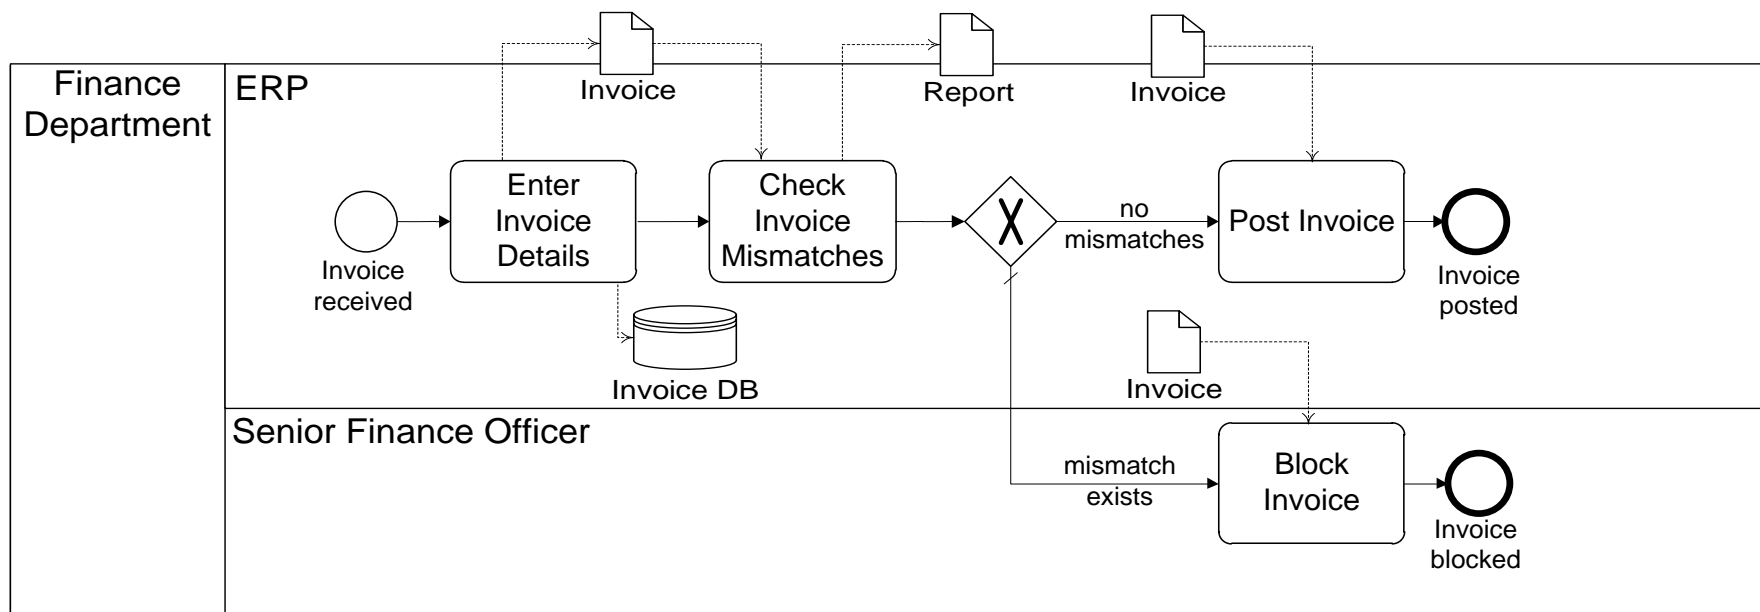 Finance
Department
ERP
Invoice
Report
Invoice
Invoice
received
Enter
Invoice
Details
Check
Invoice
Mismatches
X
no
mismatches
Post Invoice
Invoice
posted
Invoice DB
Invoice
Senior Finance Officer
mismatch
exists
Block
Invoice
Invoice
blocked